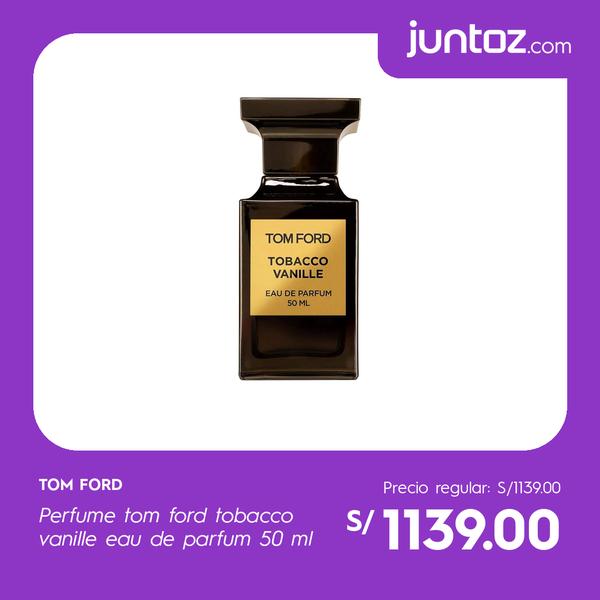 juntoz.com
TOM FORD
TOBACCO
VANILLE
EAU DE PARFUM
50 ML
TOM FORD
Perfume tom ford tobacco
vanille eau de parfum 50 ml
Precio regular: S/1139.00
S/ 1139.00